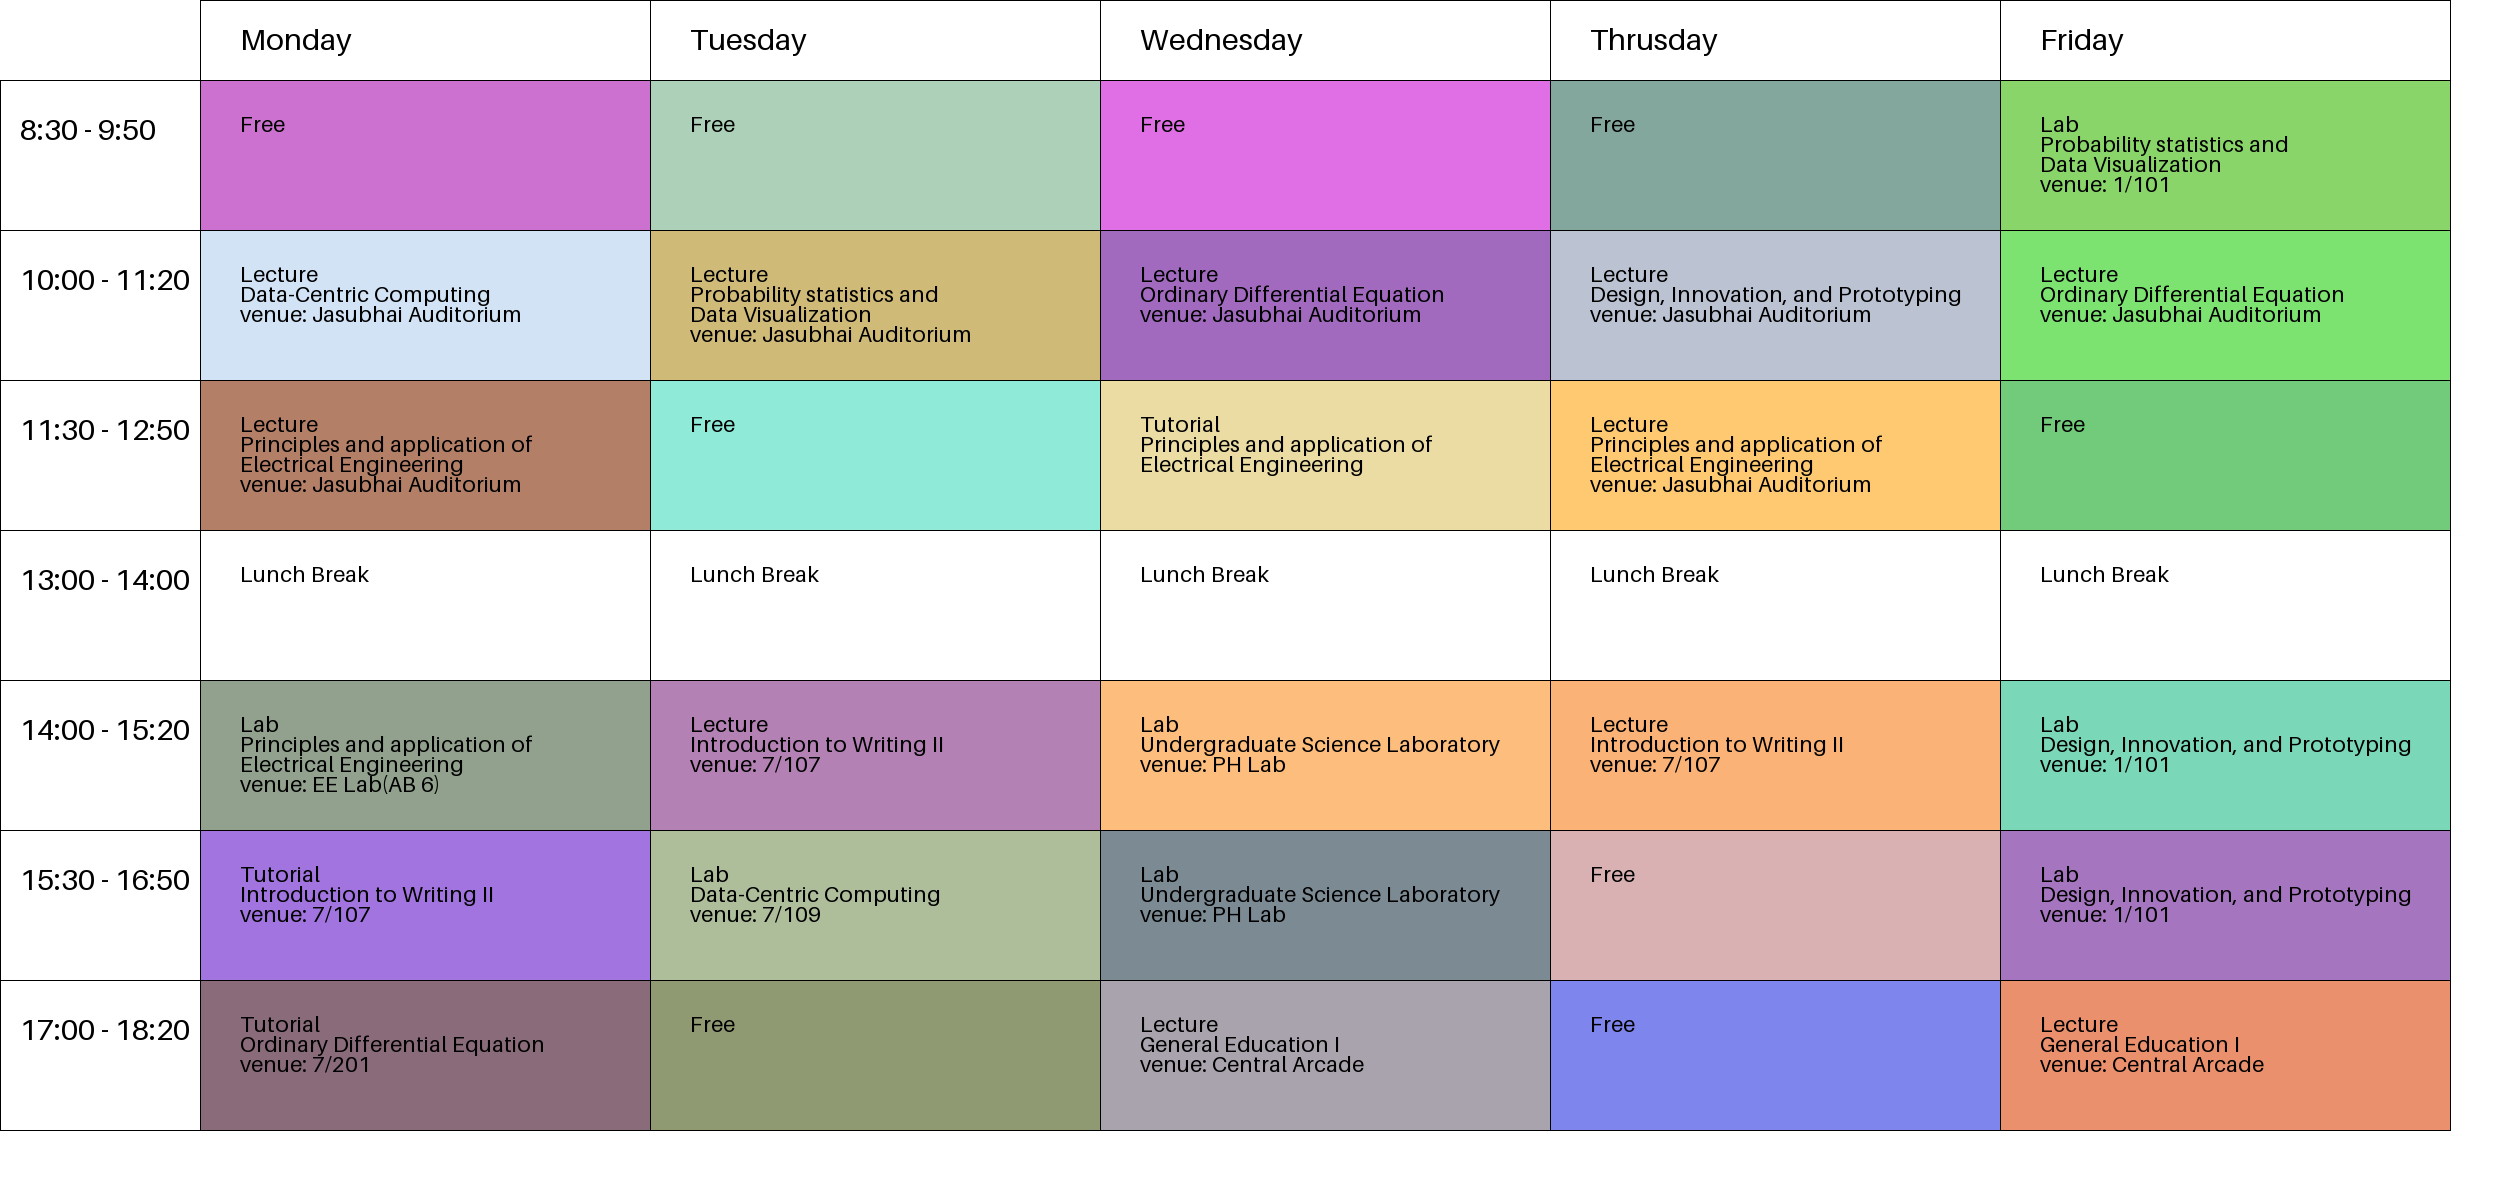 Monday
Tuesday
Wednesday
Thrusday
Friday
8:30 - 9:50
Free
Free
Free
Free
Lab
Probability statistics and
Data Visualization
venue: 1/101
10:00 - 11:20
Lecture
Data-Centric Computing
venue: Jasubhai Auditorium
Lecture
Probability statistics and
Data Visualization
venue: Jasubhai Auditorium
Lecture
Ordinary Differential Equation
venue: Jasubhai Auditorium
Lecture
Design, Innovation, and Prototyping
venue: Jasubhai Auditorium
Lecture
Ordinary Differential Equation
venue: Jasubhai Auditorium
11:30 - 12:50
Lecture
Principles and application of
Electrical Engineering
venue: Jasubhai Auditorium
Free
Tutorial
Principles and application of
Electrical Engineering
Lecture
Principles and application of
Electrical Engineering
venue: Jasubhai Auditorium
Free
13:00 - 14:00
Lunch Break
Lunch Break
Lunch Break
Lunch Break
Lunch Break
14:00 - 15:20
Lab
Principles and application of
Electrical Engineering
venue: EE Lab(AB 6)
Lecture
Introduction to Writing II
venue: 7/107
Lab
Undergraduate Science Laboratory
venue: PH Lab
Lecture
Introduction to Writing II
venue: 7/107
Lab
Design, Innovation, and Prototyping
venue: 1/101
15:30 - 16:50
Tutorial
Introduction to Writing II
venue: 7/107
Lab
Data-Centric Computing
venue: 7/109
Lab
Undergraduate Science Laboratory
venue: PH Lab
Free
Lab
Design, Innovation, and Prototyping
venue: 1/101
17:00 - 18:20
Tutorial
Ordinary Differential Equation
venue: 7/201
Free
Lecture
General Education I
venue: Central Arcade
Free
Lecture
General Education I
venue: Central Arcade